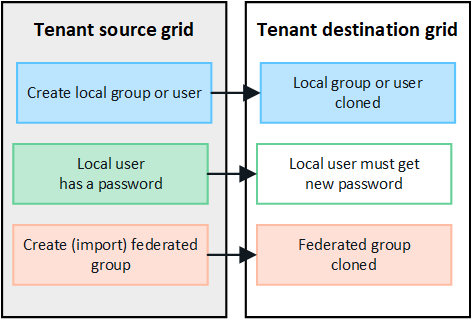 Tenant source grid
Tenant destination grid
Create local group or user
Local group or user
cloned
Local user
has a password
Local user must get
new password
Create (import) federated
group
Federated group
cloned